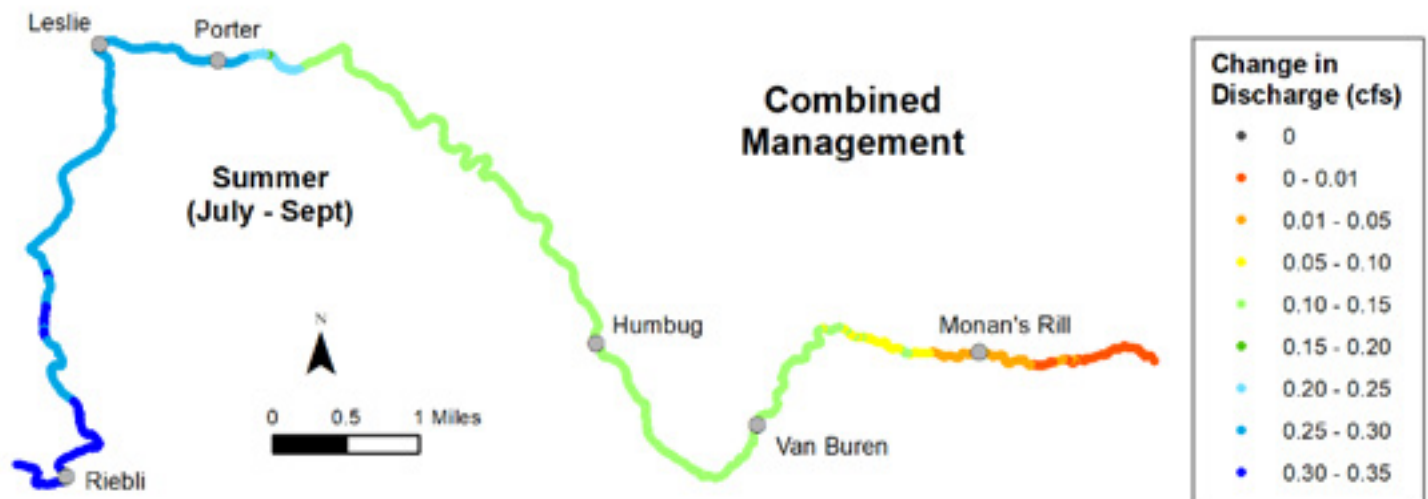 Leslie
Porter
Combined
Management
Summer
(July - Sept)
N
0 0.5 1 Miles
Humbug
Monan's Rill
Van Buren
Riebli
Change in
Discharge (cfs)
0
0 - 0.01
0.01 - 0.05
0.05 - 0.10
0.10 - 0.15
0.15 - 0.20
0.20 - 0.25
0.25 - 0.30
0.30 - 0.35